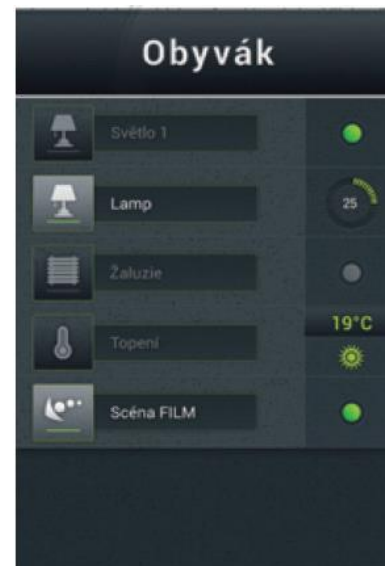 Obyvák
Světlo 1
Lamp
25
Žaluzie
19°C
Topení
Scéna FILM